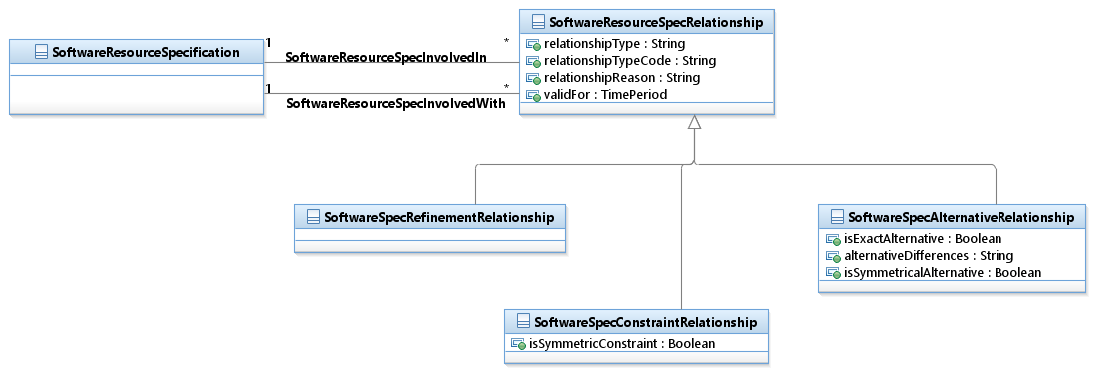 SoftwareResourceSpecification
1
*
SoftwareResourceSpecInvolvedIn
1
*
SoftwareResourceSpecInvolvedWith
SoftwareResourceSpecRelationship
relationshipType : String
relationshipTypeCode : String
relationshipReason : String
validFor : TimePeriod
SoftwareSpecRefinementRelationship
SoftwareSpecAlternativeRelationship
isExactAlternative : Boolean
alternativeDifferences : String
isSymmetricalAlternative : Boolean
SoftwareSpecConstraintRelationship
isSymmetricConstraint : Boolean